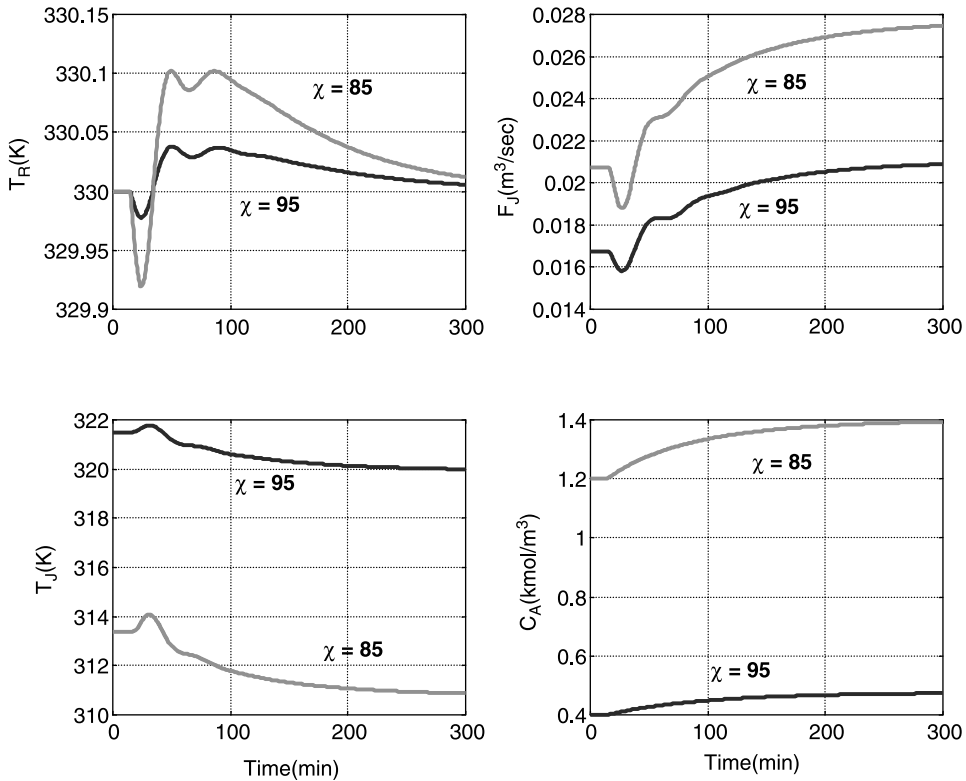 330.15
330.1
330.05
330
329.95
329.9
T_R(K)
χ = 85
χ = 95
0 100 200 300
0.028
0.026
0.024
0.022
0.02
0.018
0.016
0.014
F_J(m³/sec)
χ = 85
χ = 95
0 100 200 300
322
320
318
316
314
312
310
T_J(K)
χ = 95
χ = 85
0 100 200 300
Time(min)
1.4
1.2
1
0.8
0.6
0.4
C_A(kmol/m³)
χ = 85
χ = 95
0 100 200 300
Time(min)